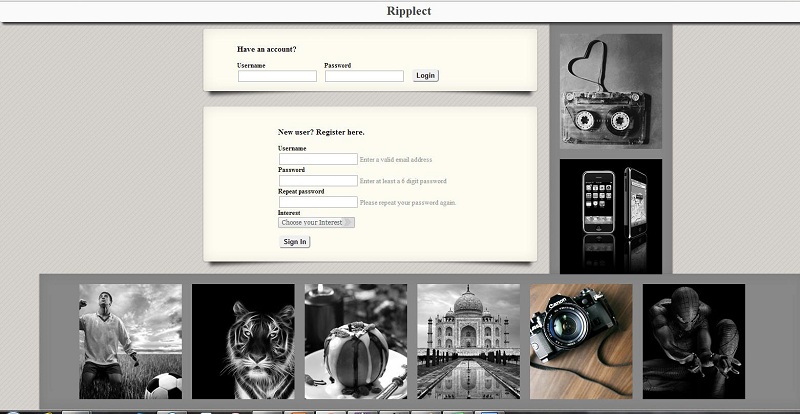 Ripplect
Have an account?
Username Password
Login
New user? Register here.
Username
Enter a valid email address
Password
Enter at least a 6 digit password
Repeat password
Please repeat your password again.
Interest
Choose your Interest
Sign In
Canon